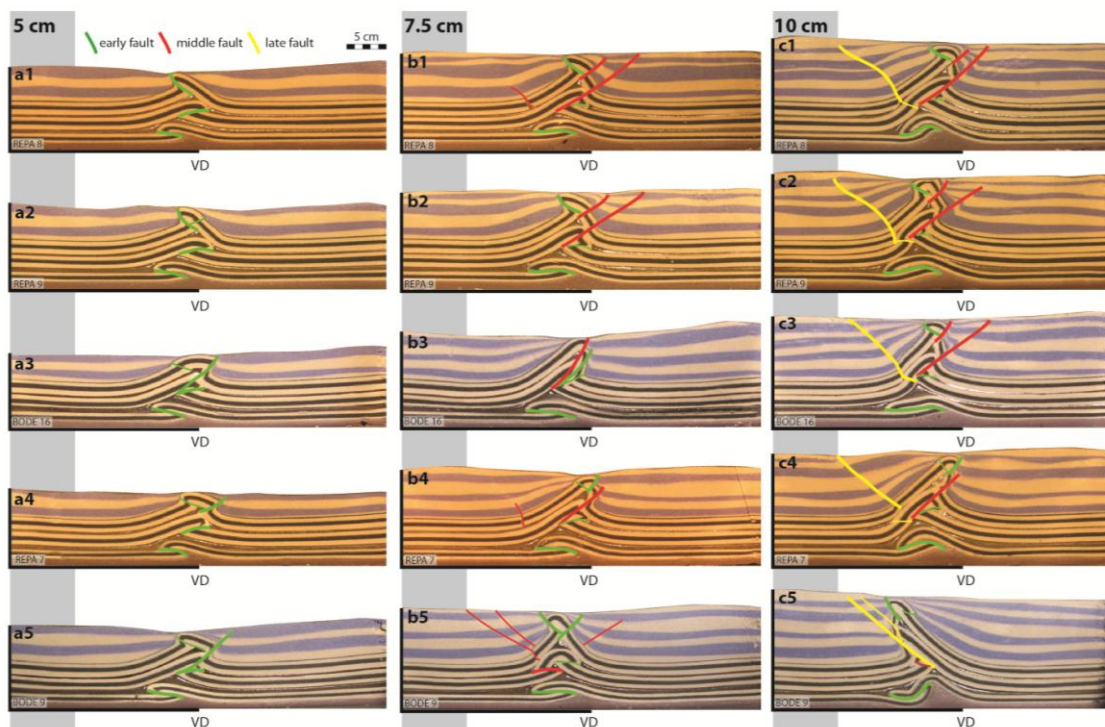 5 cm
7.5 cm
10 cm
early fault
middle fault
late fault
5 cm
a1
REPA 8
VD
b1
REPA 8
VD
c1
REPA 8
VD
a2
REPA 9
VD
b2
REPA 9
VD
c2
REPA 9
VD
a3
BODE 16
VD
b3
BODE 16
VD
c3
BODE 16
VD
a4
REPA 7
VD
b4
REPA 7
VD
c4
REPA 7
VD
a5
BODE 9
VD
b5
BODE 9
VD
c5
BODE 9
VD